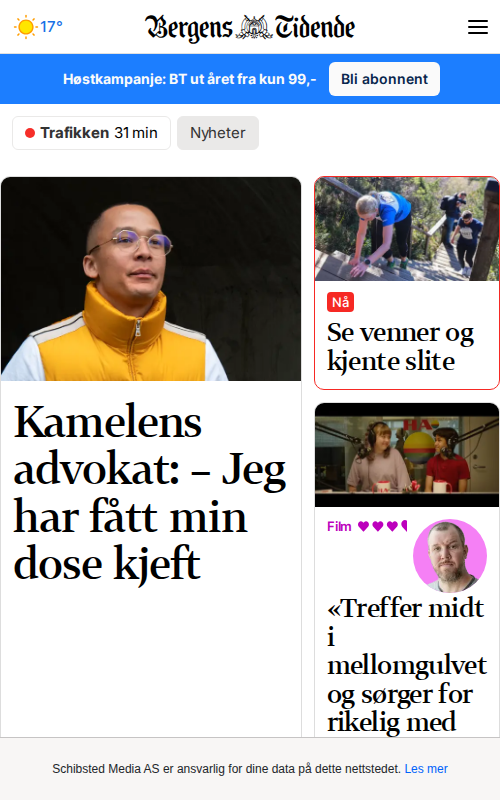 17°
Bergens Tidende
Høstkampanje: BT ut året fra kun 99,-
Bli abonnent
Trafikken 31 min
Nyheter
Kamelens
advokat: – Jeg
har fått min
dose kjeft
Nå
Se venner og
kjente slite
Film
«Treffer midt
i
mellomgulvet
og sørger for
rikelig med
Schibsted Media AS er ansvarlig for dine data på dette nettstedet. Les mer